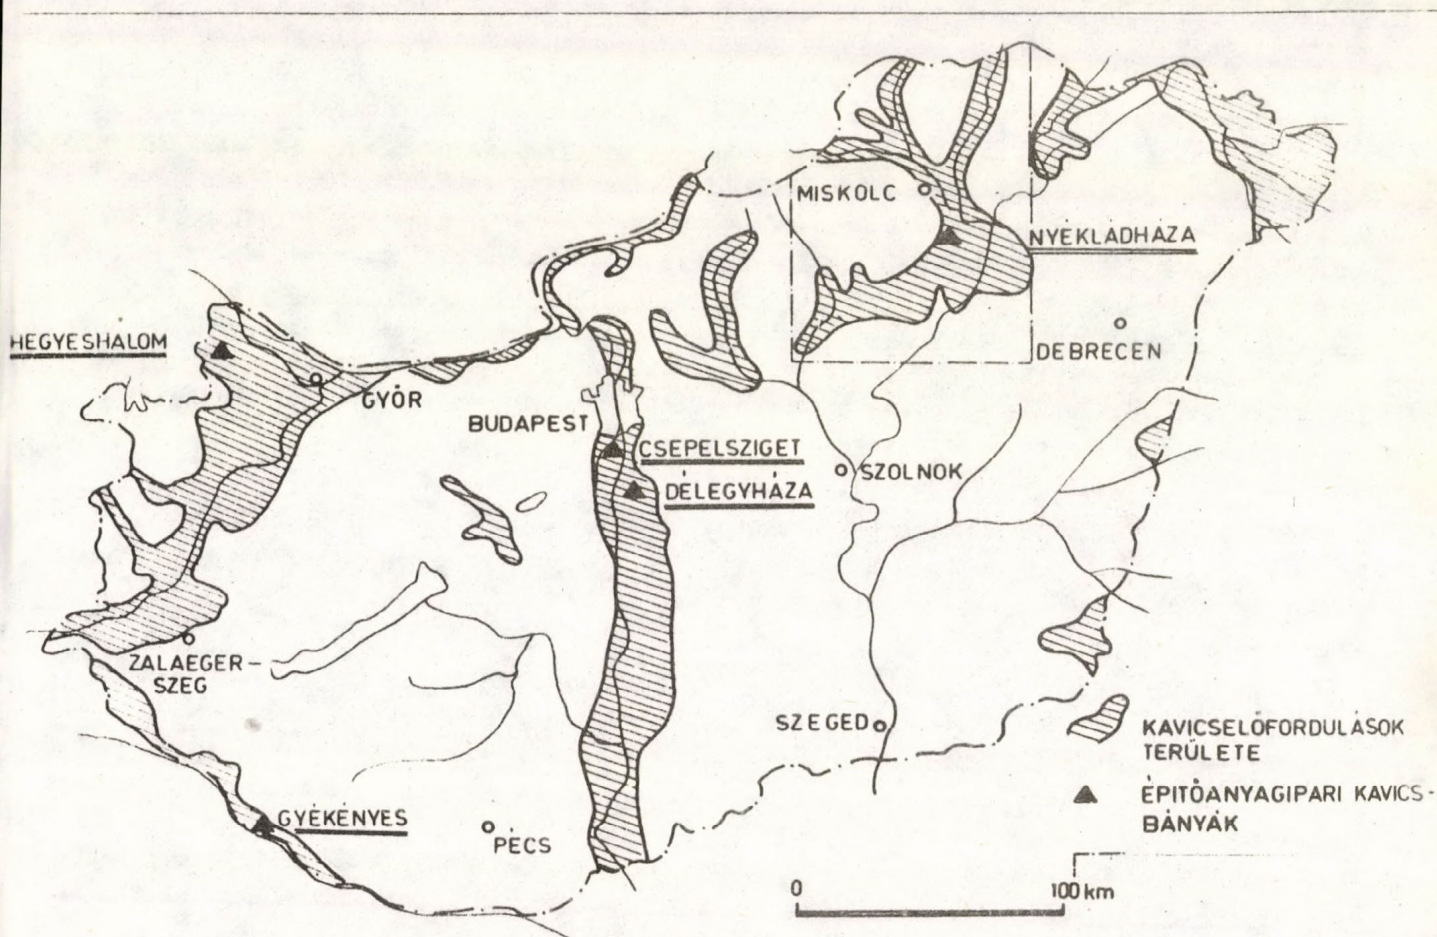 MISKOLC
NYEKLADHAZA
HEGYESHALOM
DEBRECEN
GYŐR
BUDAPEST
CSEPELSZIGET
SZOLNOK
DÉLEGYHÁZA
ZALAEGER-
SZEG
SZEGED
KAVICSELŐFORDULÁSOK
TERÜLETE
ÉPITŐANYAGIPARI KAVICS-
BÁNYÁK
GYÉKÉNYES
PÉCS
0 100 km